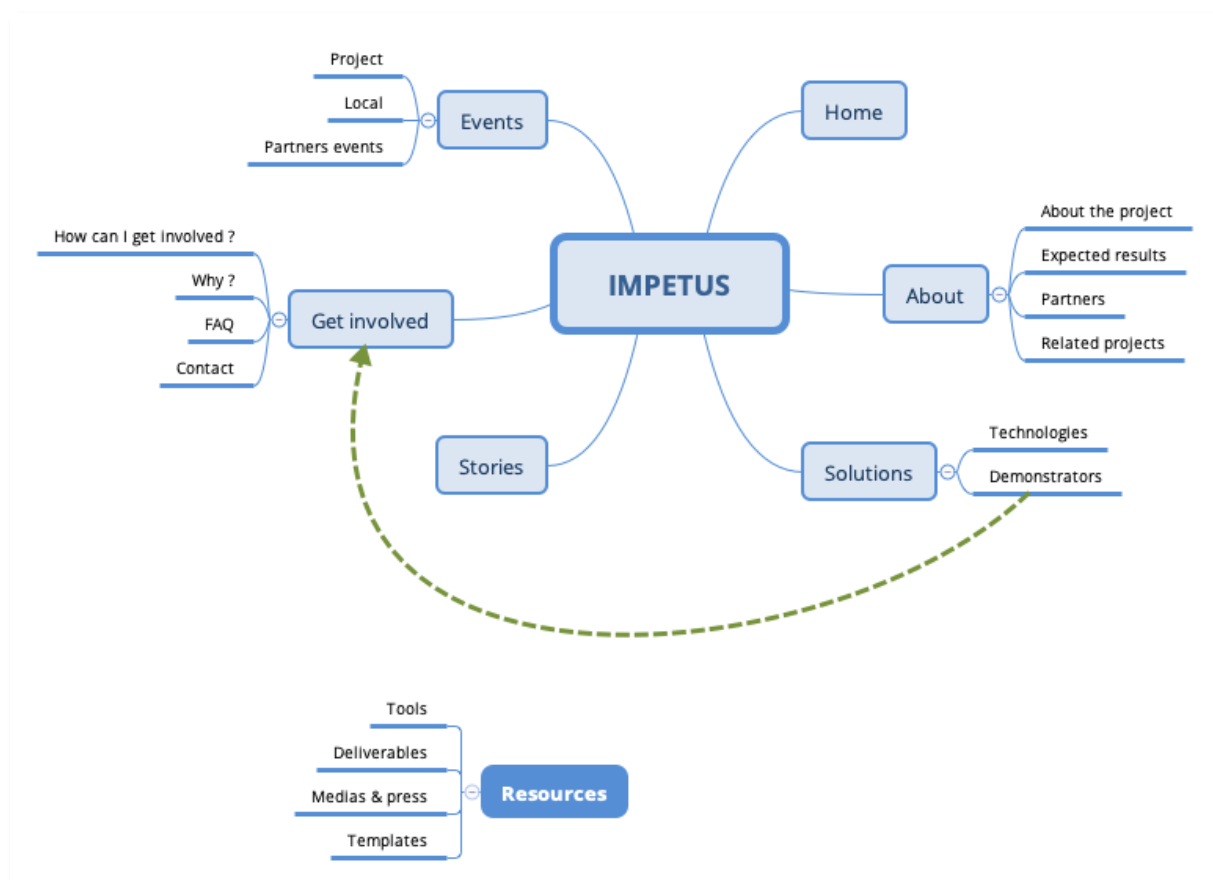 IMPETUS
Home
About
About the project
Expected results
Partners
Related projects
Solutions
Technologies
Demonstrators
Events
Project
Local
Partners events
Get involved
How can I get involved ?
Why ?
FAQ
Contact
Stories
Resources
Tools
Deliverables
Medias & press
Templates